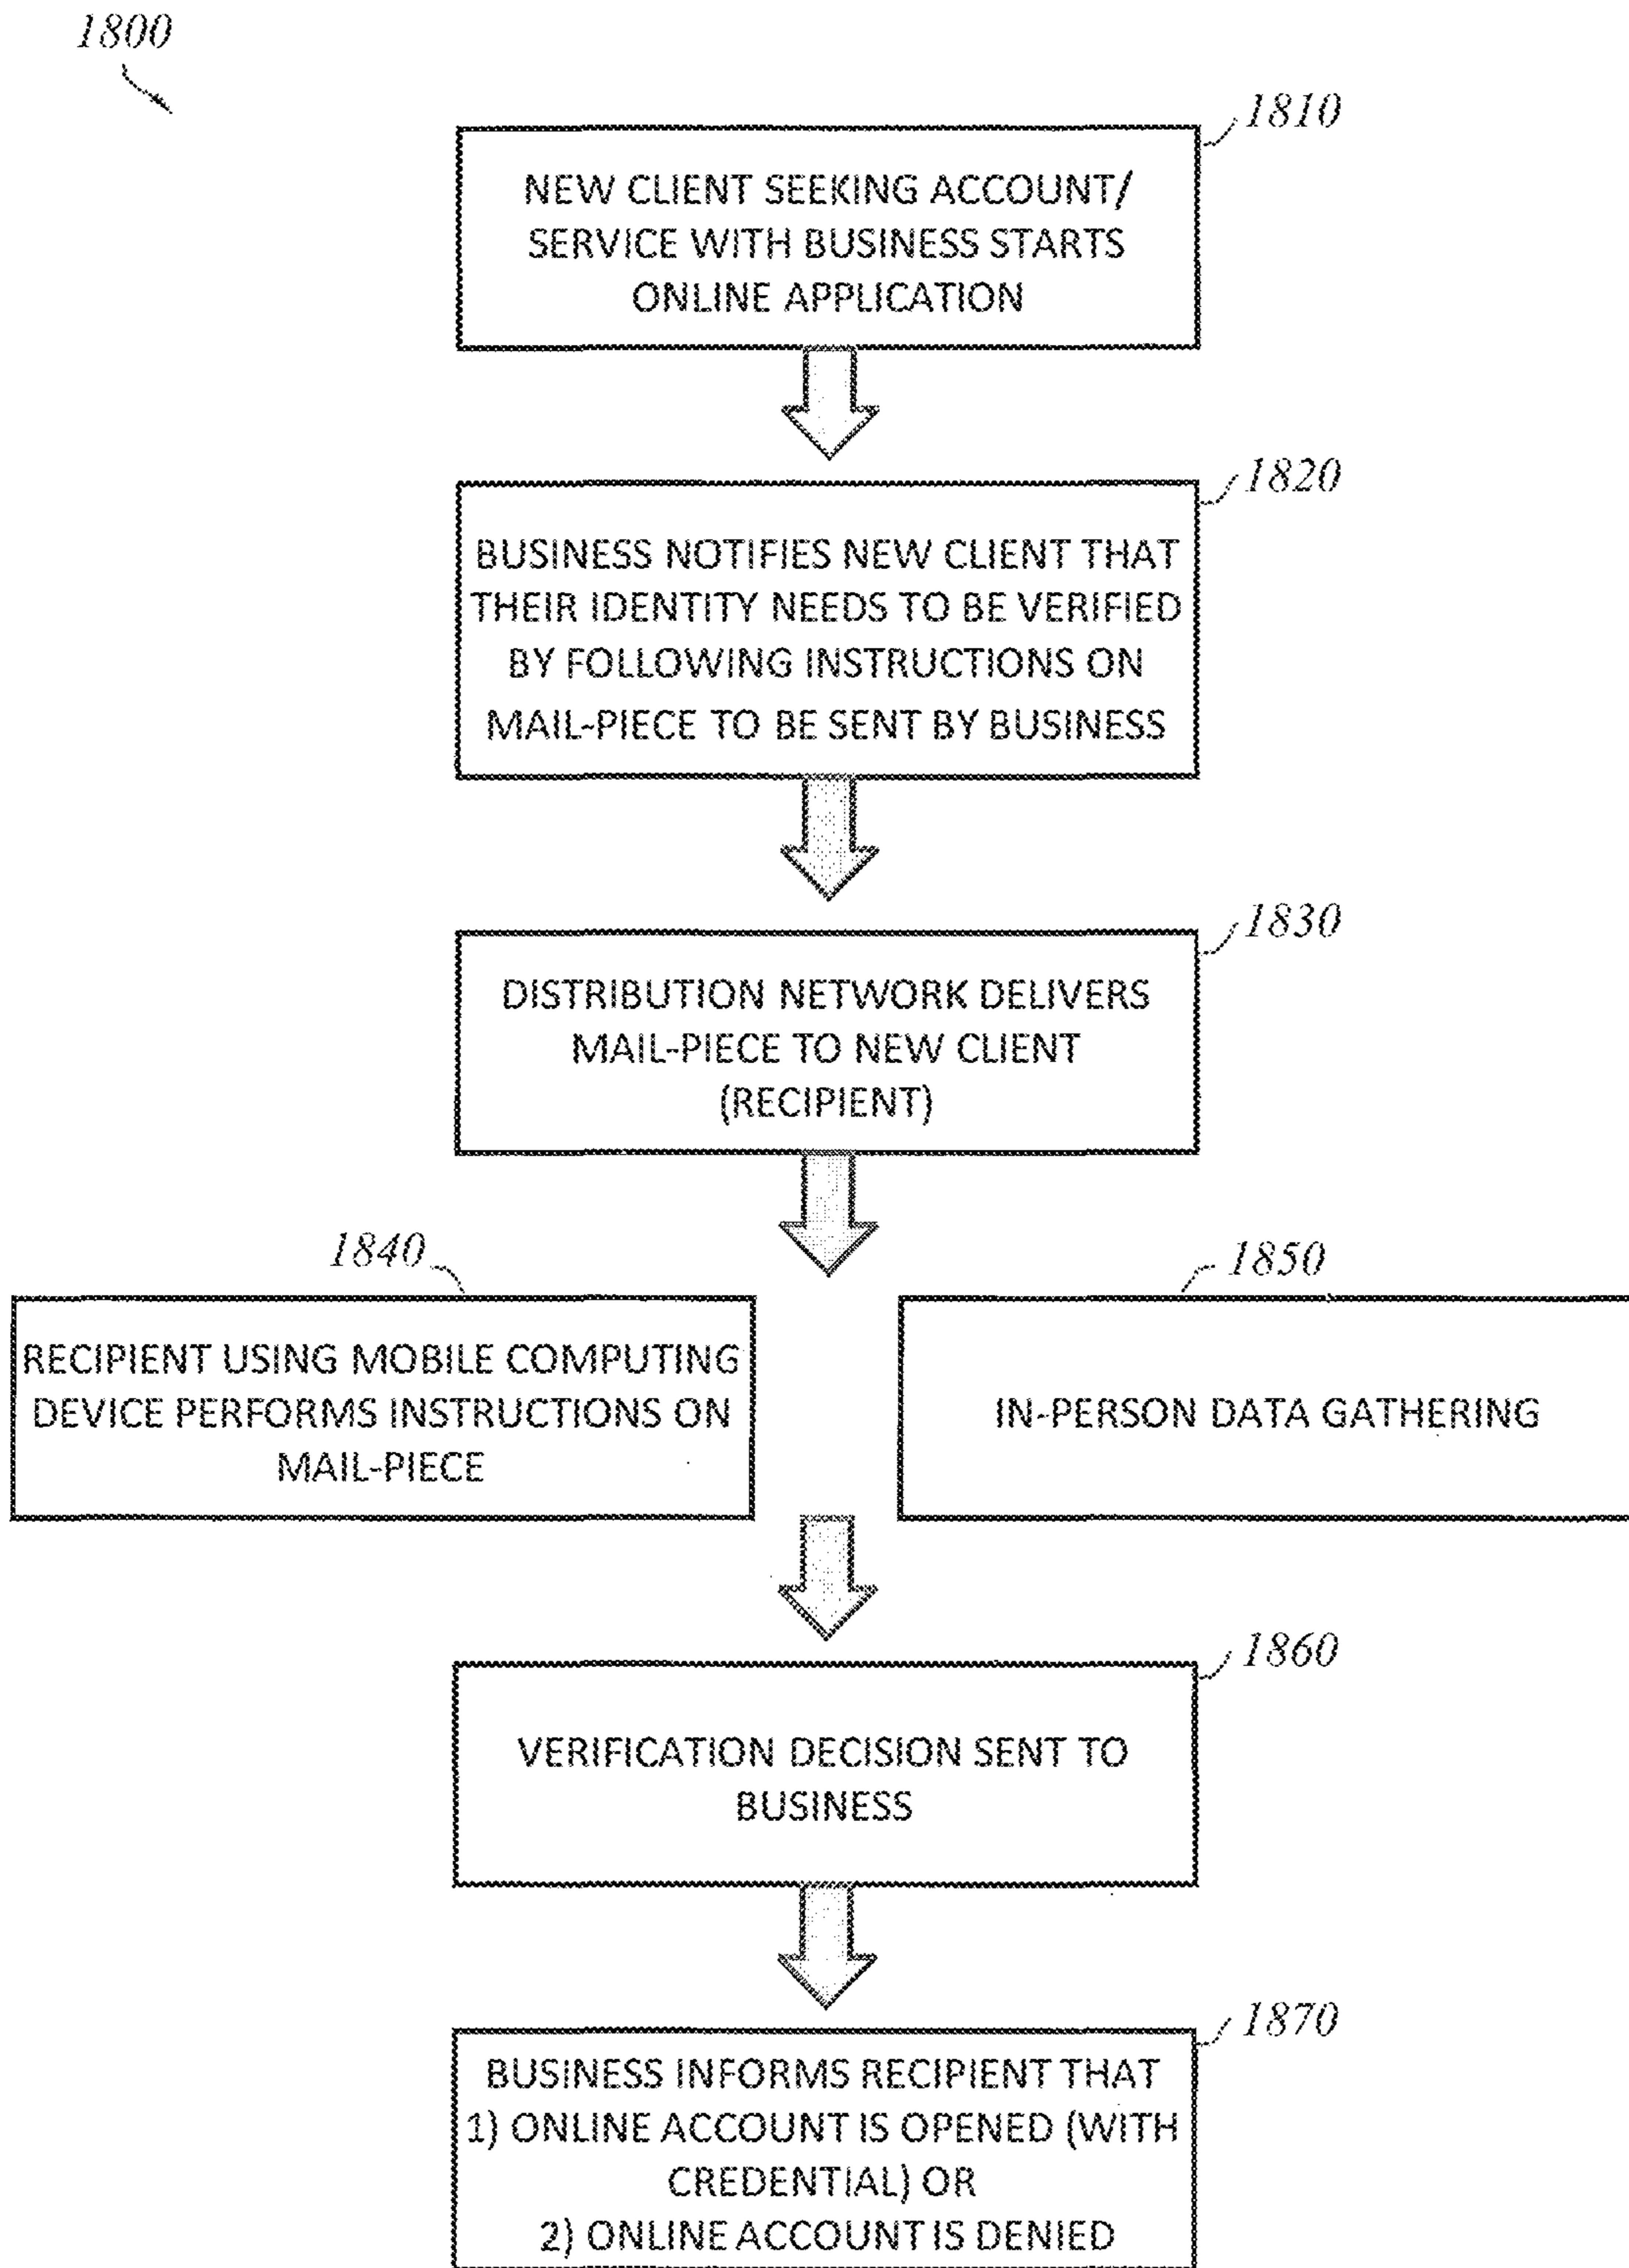 1800
1810
NEW CLIENT SEEKING ACCOUNT/
SERVICE WITH BUSINESS STARTS
ONLINE APPLICATION
1820
BUSINESS NOTIFIES NEW CLIENT THAT
THEIR IDENTITY NEEDS TO BE VERIFIED
BY FOLLOWING INSTRUCTIONS ON
MAIL-PIECE TO BE SENT BY BUSINESS
1830
DISTRIBUTION NETWORK DELIVERS
MAIL-PIECE TO NEW CLIENT
(RECIPIENT)
1840
RECIPIENT USING MOBILE COMPUTING
DEVICE PERFORMS INSTRUCTIONS ON
MAIL-PIECE
1850
IN-PERSON DATA GATHERING
1860
VERIFICATION DECISION SENT TO
BUSINESS
1870
BUSINESS INFORMS RECIPIENT THAT
1) ONLINE ACCOUNT IS OPENED (WITH
CREDENTIAL) OR
2) ONLINE ACCOUNT IS DENIED